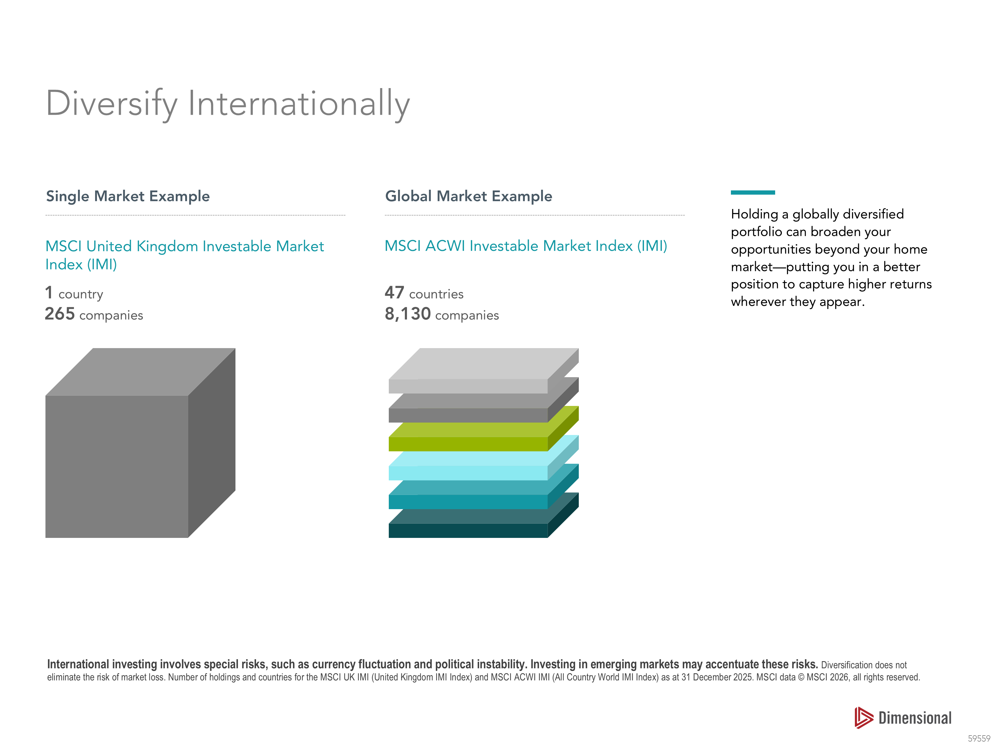 Diversify Internationally
Single Market Example
MSCI United Kingdom Investable Market
Index (IMI)
1 country
265 companies
Global Market Example
MSCI ACWI Investable Market Index (IMI)
47 countries
8,130 companies
Holding a globally diversified
portfolio can broaden your
opportunities beyond your home
market—putting you in a better
position to capture higher returns
wherever they appear.
International investing involves special risks, such as currency fluctuation and political instability. Investing in emerging markets may accentuate these risks. Diversification does not
eliminate the risk of market loss. Number of holdings and countries for the MSCI UK IMI (United Kingdom IMI Index) and MSCI ACWI IMI (All Country World IMI Index) as at 31 December 2025. MSCI data © MSCI 2026, all rights reserved.
Dimensional
59559